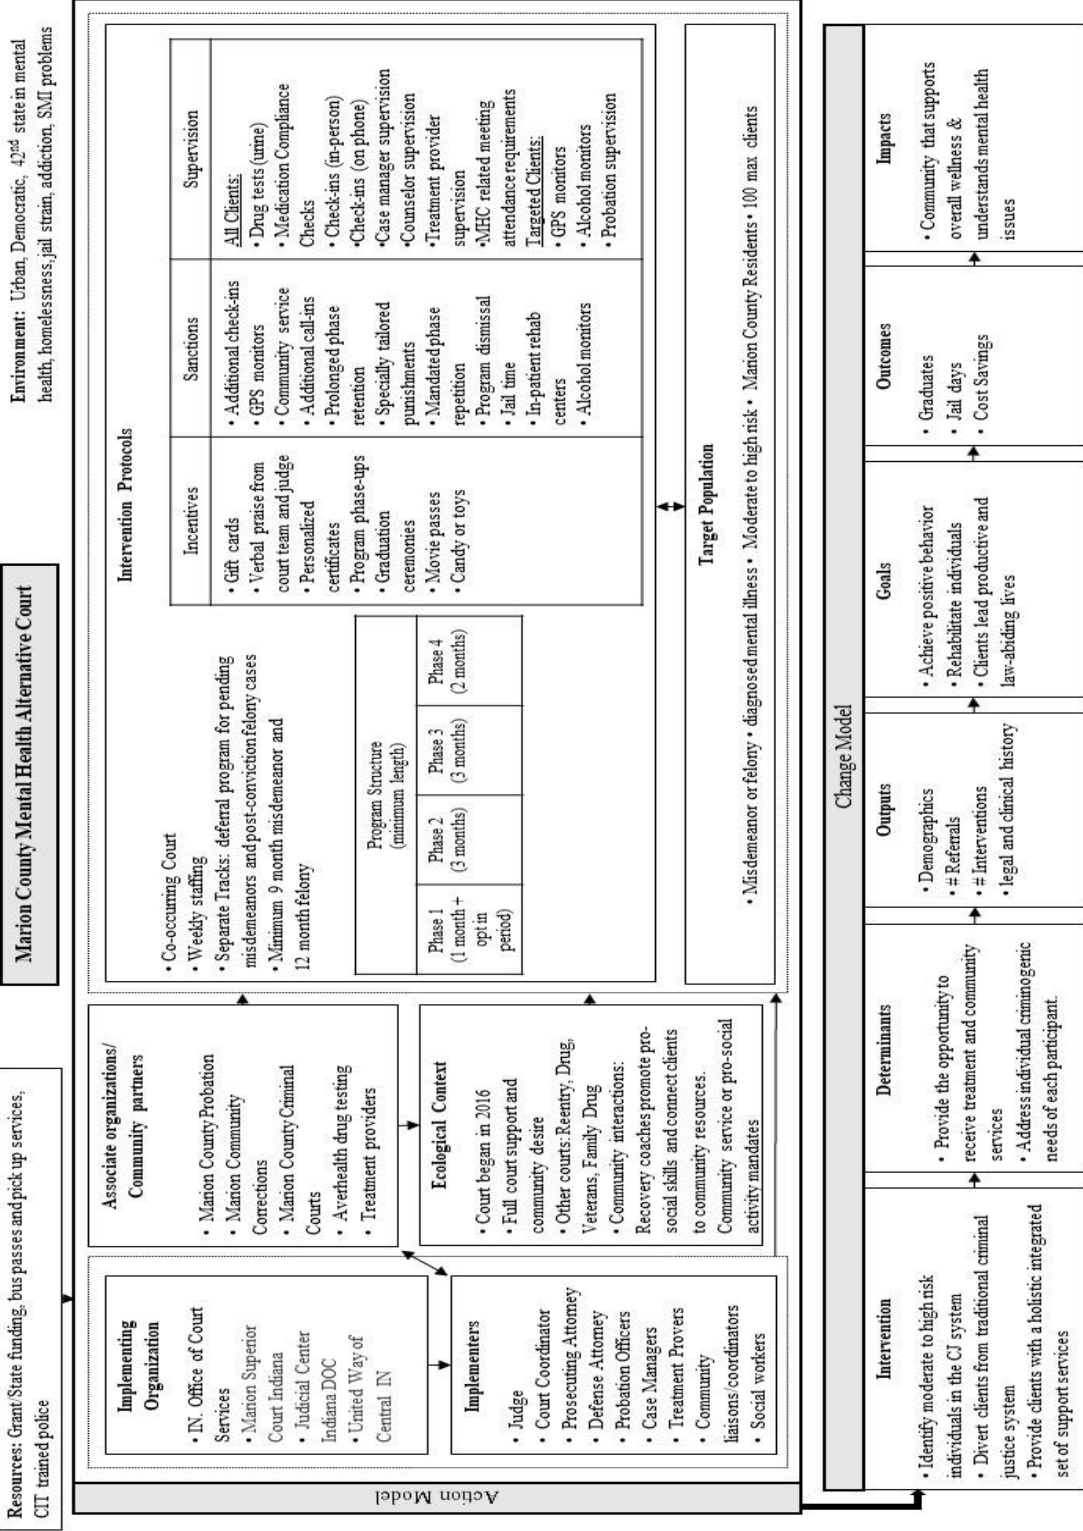 Resources: Grant/State funding, bus passes and pick up services,
CIT trained police
Marion County Mental Health Alternative Court
Environment: Urban, Democratic, 42nd state in mental
health, homelessness, jail strain, addiction, SMI problems
Action Model
Implementing
Organization
• IN. Office of Court
Services
• Marion Superior
Court Indiana
• Judicial Center
Indiana DOC
• United Way of
Central IN
Implementers
• Judge
• Court Coordinator
• Prosecuting Attorney
• Defense Attorney
• Probation Officers
• Case Managers
• Treatment Provers
• Community
liaisons/coordinators
• Social workers
Associate organizations/
Community partners
• Marion County Probation
• Marion Community
Corrections
• Marion County Criminal
Courts
• Averhealth drug testing
• Treatment providers
Ecological Context
• Court began in 2016
• Full court support and
community desire
• Other courts: Reentry, Drug,
Veterans, Family Drug
• Community interactions:
Recovery coaches promote pro-
social skills and connect clients
to community resources.
Community service or pro-social
activity mandates
Intervention Protocols
• Co-occurring Court
• Weekly staffing
• Separate Tracks: deferral program for pending
misdemeanors and post-conviction felony cases
• Minimum 9 month misdemeanor and
12 month felony
Program Structure
(minimum length)
Phase 1
(1 month +
opt in
period)
Phase 2
(3 months)
Phase 3
(3 months)
Phase 4
(2 months)
Incentives
• Gift cards
• Verbal praise from
court team and judge
• Personalized
certificates
• Program phase-ups
• Graduation
ceremonies
• Movie passes
• Candy or toys
Sanctions
• Additional check-ins
• GPS monitors
• Community service
• Additional call-ins
• Prolonged phase
retention
• Specially tailored
punishments
• Mandated phase
repetition
• Program dismissal
• Jail time
• In-patient rehab
centers
• Alcohol monitors
Supervision
All Clients:
• Drug tests (urine)
• Medication Compliance
Checks
• Check-ins (in-person)
•Check-ins (on phone)
•Case manager supervision
•Counselor supervision
•Treatment provider
supervision
•MHC related meeting
attendance requirements
Targeted Clients:
• GPS monitors
• Alcohol monitors
• Probation supervision
Target Population
• Misdemeanor or felony • diagnosed mental illness • Moderate to high risk • Marion County Residents • 100 max clients
Change Model
Intervention
• Identify moderate to high risk
individuals in the CJ system
• Divert clients from traditional criminal
justice system
• Provide clients with a holistic integrated
set of support services
Determinants
• Provide the opportunity to
receive treatment and community
services
• Address individual criminogenic
needs of each participant.
Outputs
• Demographics
• # Referrals
• # Interventions
• legal and clinical history
Goals
• Achieve positive behavior
• Rehabilitate individuals
• Clients lead productive and
law-abiding lives
Outcomes
• Graduates
• Jail days
• Cost Savings
Impacts
• Community that supports
overall wellness &
understands mental health
issues